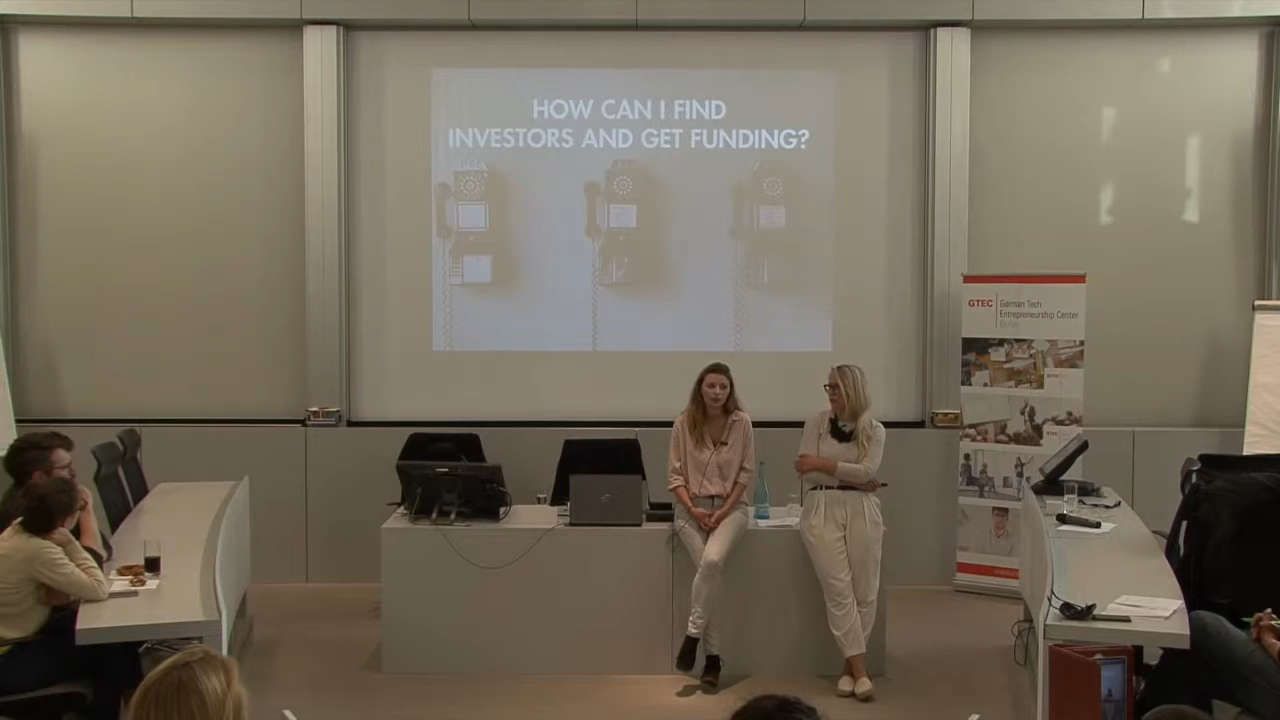 HOW CAN I FIND
INVESTORS AND GET FUNDING?
GTEC
German Tech
Entrepreneurship Center